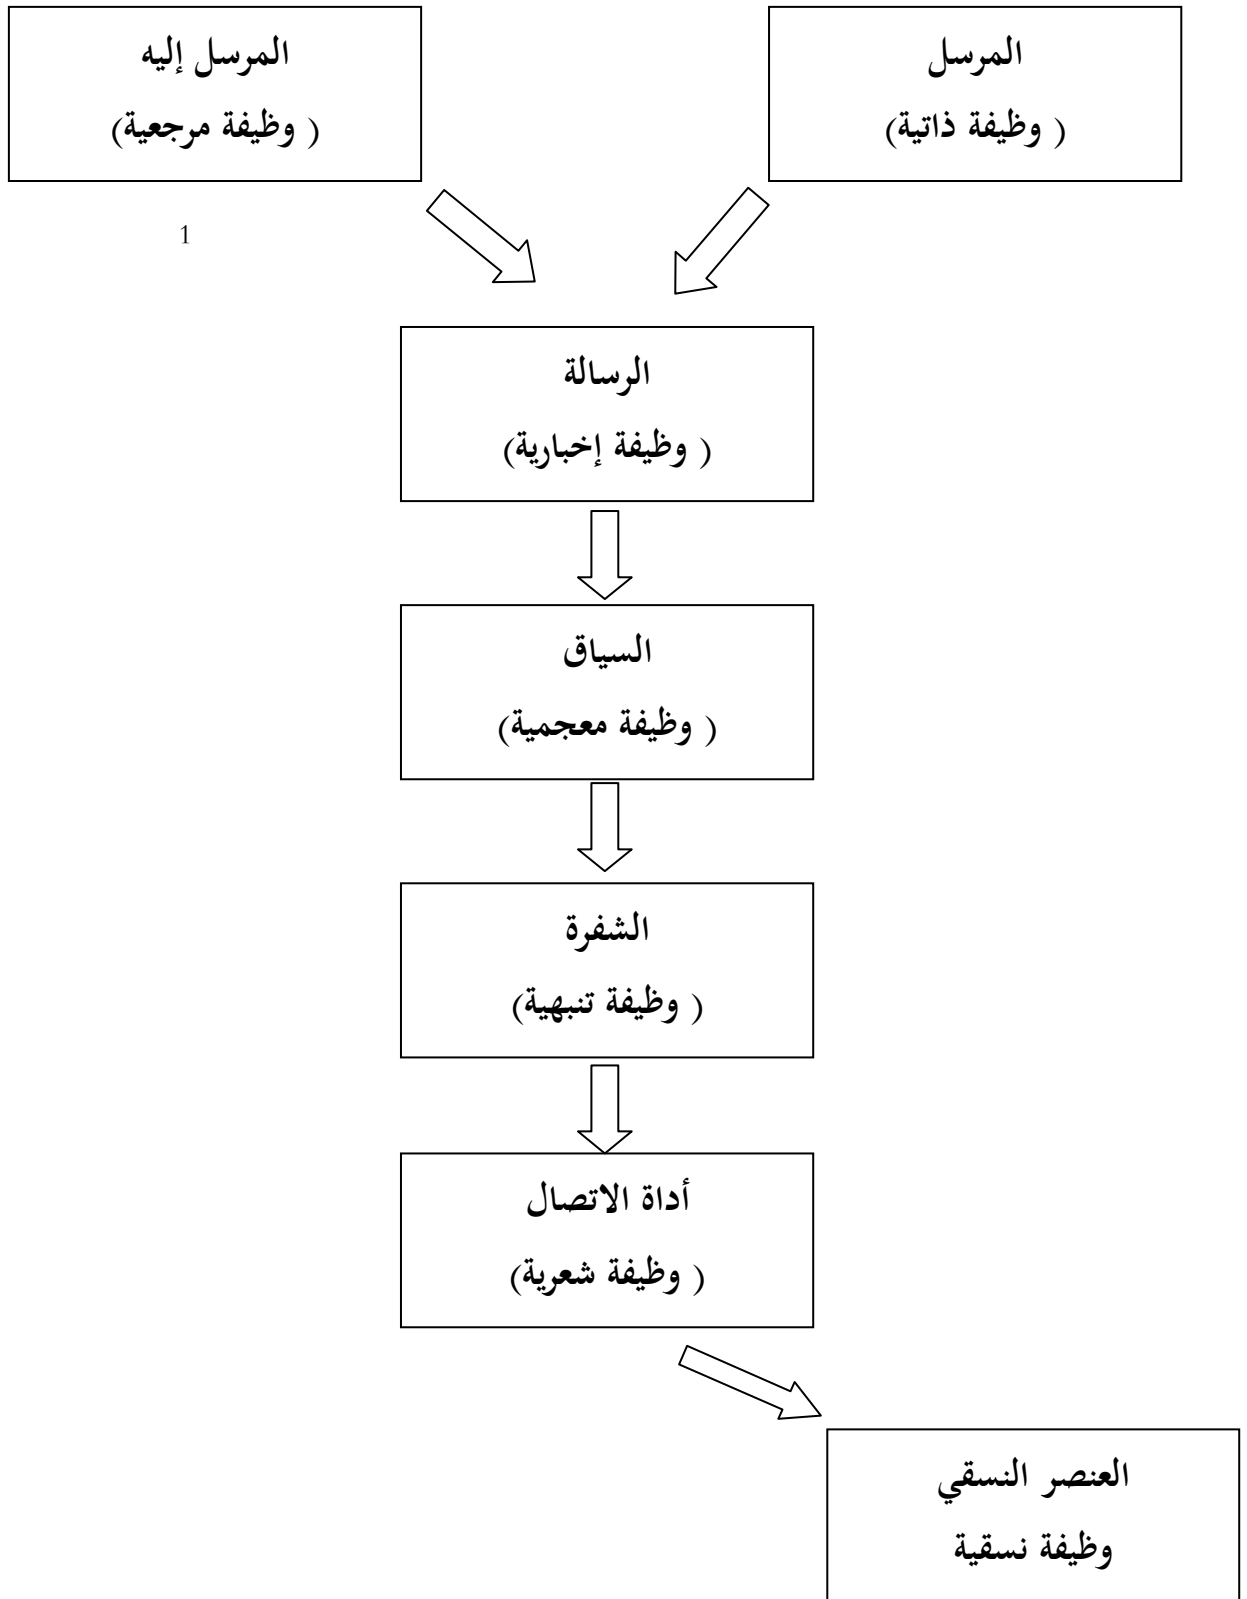 المرسل
( وظيفة ذاتية)
المرسل إليه
( وظيفة مرجعية)
1
الرسالة
( وظيفة إخبارية)
السياق
( وظيفة معجمية)
الشفرة
( وظيفة تنبهية)
أداة الاتصال
( وظيفة شعرية)
العنصر النسقي
وظيفة نسقية